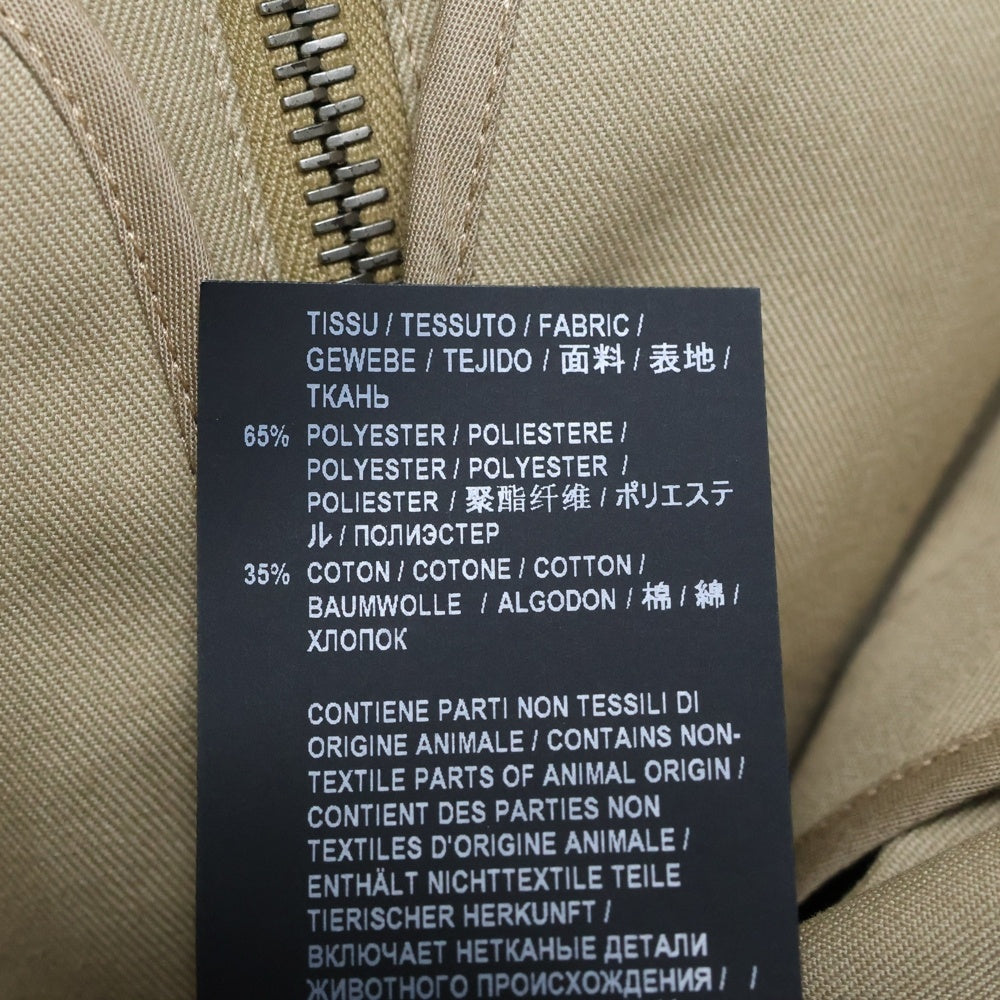 TISSU / TESSUTO / FABRIC /
GEWEBE / TEJIDO / 面料 / 表地 /
ТКАНЬ
65% POLYESTER / POLIESTERE /
POLYESTER / POLYESTER /
POLIESTER / 聚酯纤维 / ポリエステ
ル / ПОЛИЭСТЕР
35% COTON / COTONE / COTTON /
BAUMWOLLE / ALGODON / 棉 / 綿 /
ХЛОПОК
CONTIENE PARTI NON TESSILI DI
ORIGINE ANIMALE / CONTAINS NON-
TEXTILE PARTS OF ANIMAL ORIGIN /
CONTIENT DES PARTIES NON
TEXTILES D'ORIGINE ANIMALE /
ENTHÄLT NICHTTEXTILE TEILE
TIERISCHER HERKUNFT /
ВКЛЮЧАЕТ НЕТКАНЫЕ ДЕТАЛИ
ЖИВОТНОГО ПРОИСХОЖДЕНИЯ / /